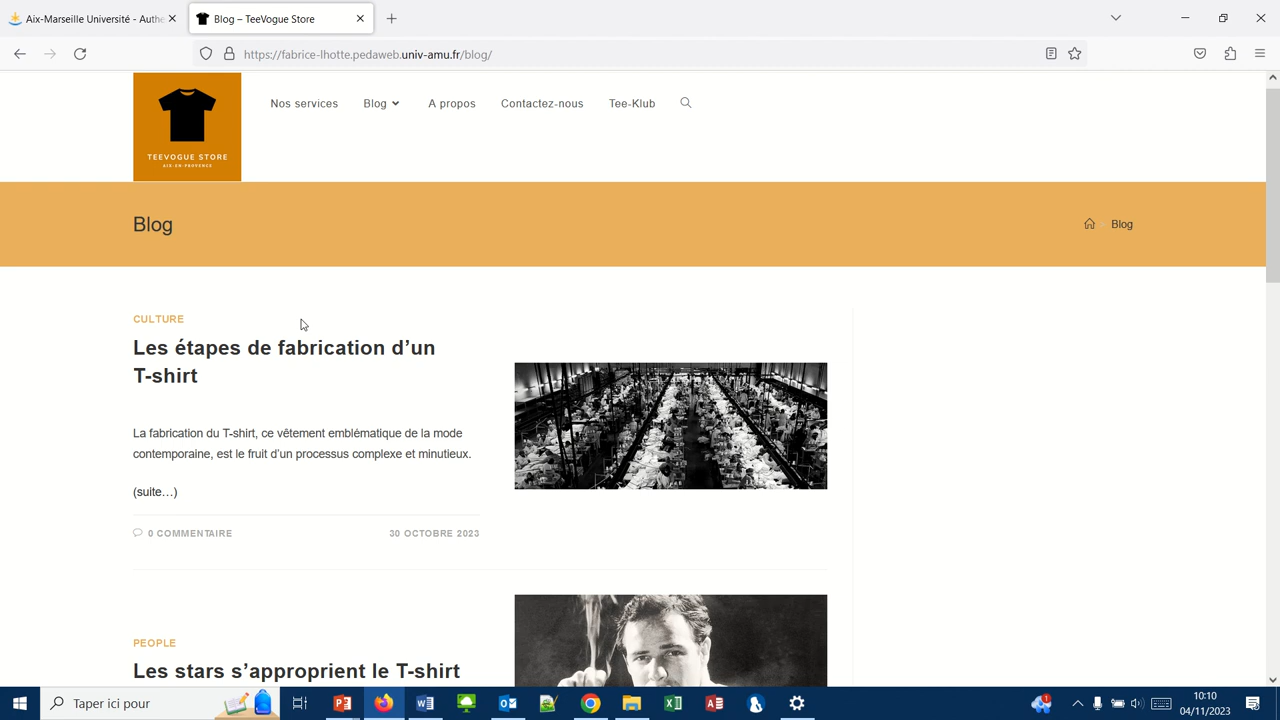 Aix-Marseille Université - Authe
Blog – TeeVogue Store
https://fabrice-lhotte.pedaweb.univ-amu.fr/blog/
TEEVOGUE STORE
AIX-EN-PROVENCE
Nos services
Blog
A propos
Contactez-nous
Tee-Klub
Blog
Blog
CULTURE
Les étapes de fabrication d’un
T-shirt
La fabrication du T-shirt, ce vêtement emblématique de la mode
contemporaine, est le fruit d’un processus complexe et minutieux.
(suite…)
0 COMMENTAIRE
30 OCTOBRE 2023
PEOPLE
Les stars s’approprient le T-shirt
Taper ici pour
10:10
04/11/2023